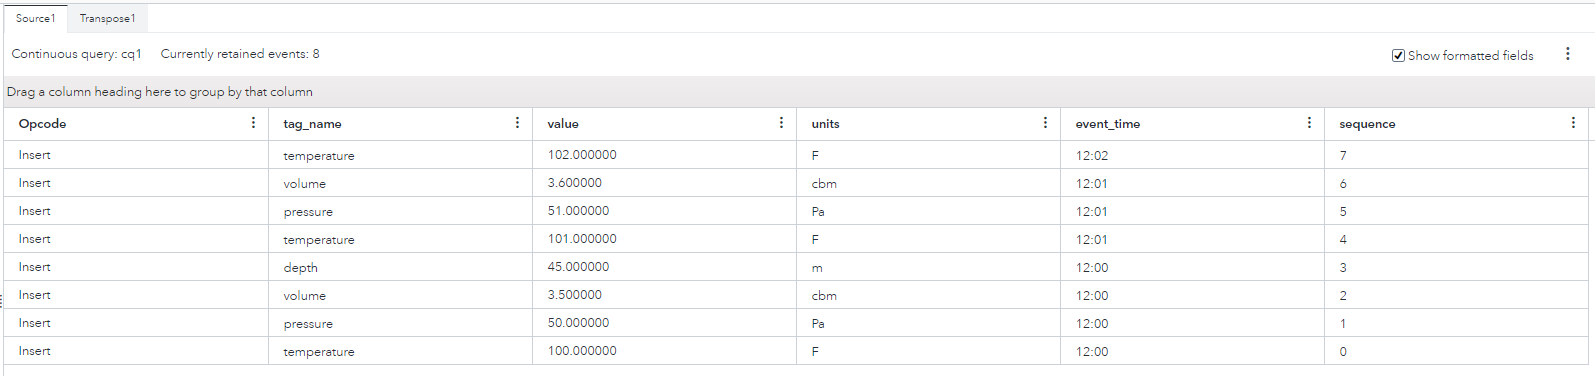 Source1 Transpose1
Continuous query: cq1 Currently retained events: 8 Show formatted fields
Drag a column heading here to group by that column
Opcode tag_name value units event_time sequence
Insert temperature 102.000000 F 12:02 7
Insert volume 3.600000 cbm 12:01 6
Insert pressure 51.000000 Pa 12:01 5
Insert temperature 101.000000 F 12:01 4
Insert depth 45.000000 m 12:00 3
Insert volume 3.500000 cbm 12:00 2
Insert pressure 50.000000 Pa 12:00 1
Insert temperature 100.000000 F 12:00 0